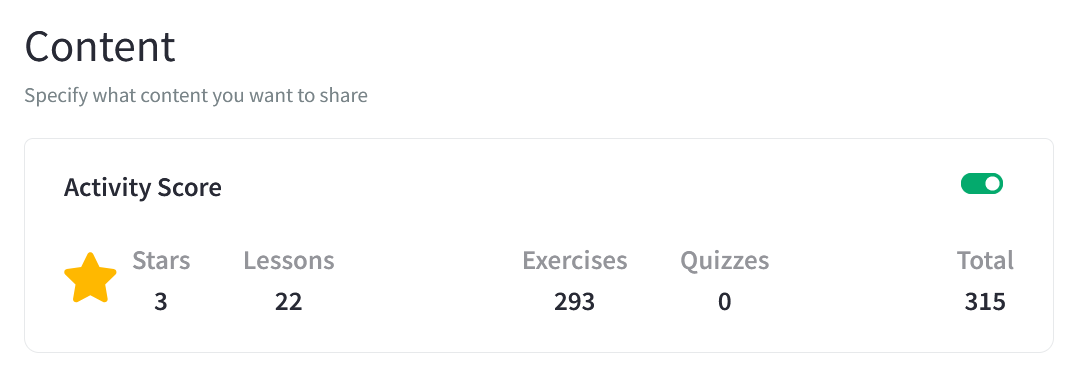 Content
Specify what content you want to share
Activity Score
Stars Lessons Exercises Quizzes Total
3 22 293 0 315